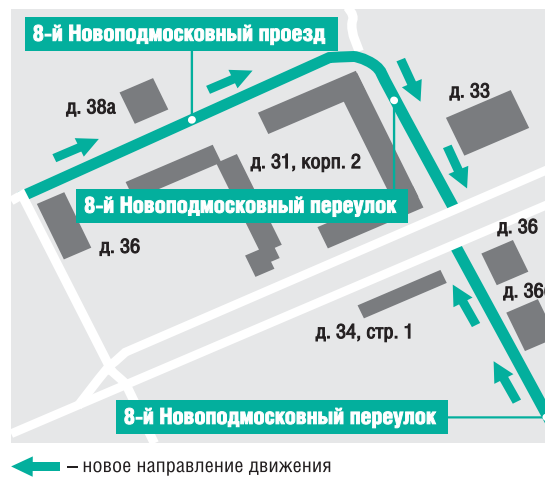 8-й Новоподмосковный проезд
д. 38а
д. 33
д. 31, корп. 2
8-й Новоподмосковный переулок
д. 36
д. 36
д. 36
д. 34, стр. 1
8-й Новоподмосковный переулок
– новое направление движения